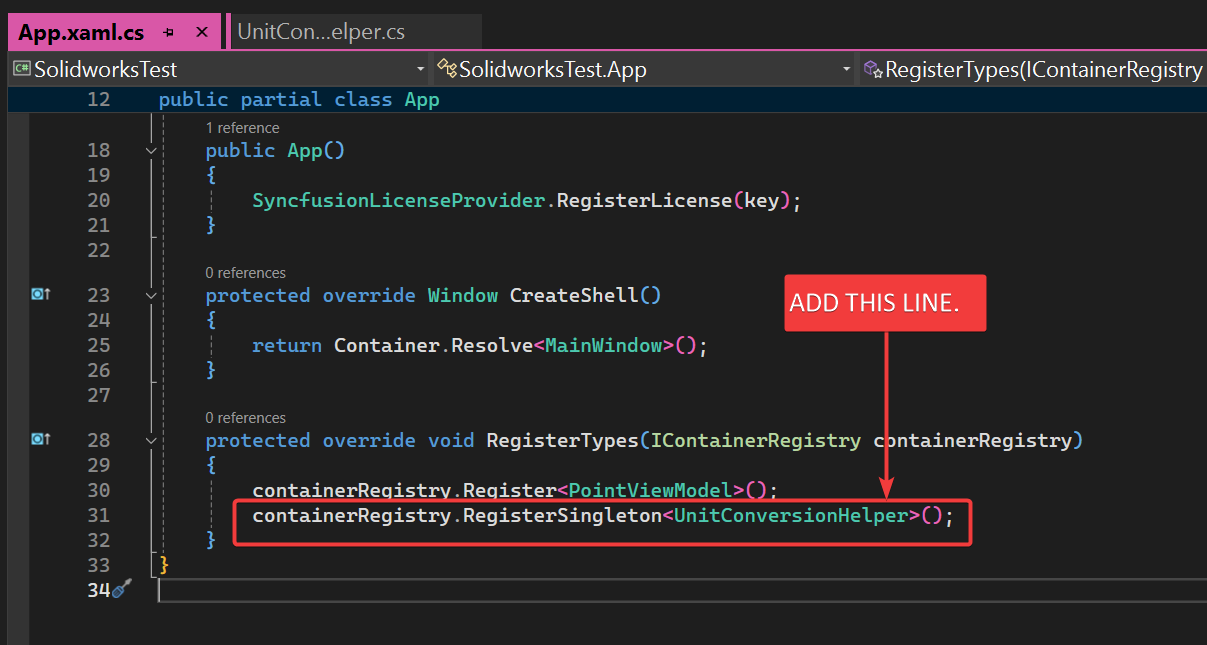 App.xaml.cs
UnitCon...elper.cs
C# SolidworksTest
SolidworksTest.App
RegisterTypes(IContainerRegistry
12 public partial class App
1 reference
18 public App()
19 {
20 SyncfusionLicenseProvider.RegisterLicense(key);
21 }
22
0 references
23 protected override Window CreateShell()
24 {
25 return Container.Resolve<MainWindow>();
26 }
27
ADD THIS LINE.
0 references
28 protected override void RegisterTypes(IContainerRegistry containerRegistry)
29 {
30 containerRegistry.Register<PointViewModel>();
31 containerRegistry.RegisterSingleton<UnitConversionHelper>();
32 }
33 }
34